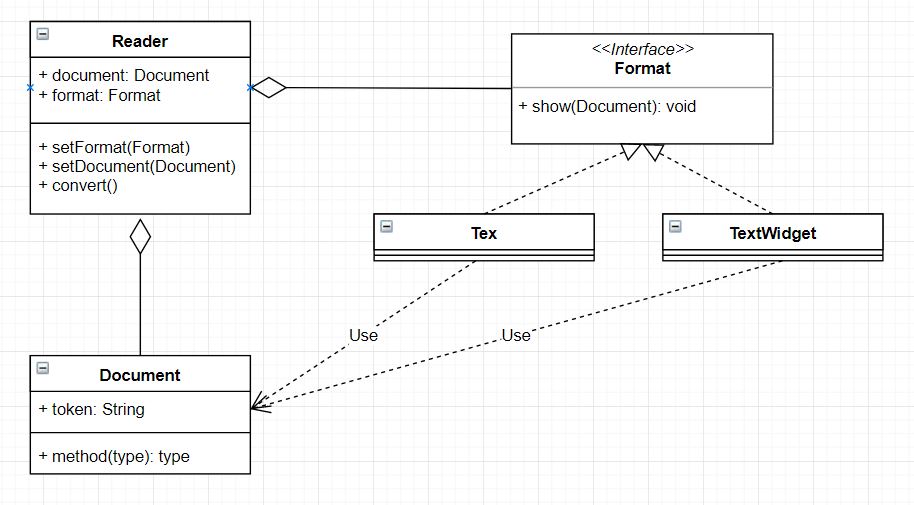 Reader
+ document: Document
+ format: Format
+ setFormat(Format)
+ setDocument(Document)
+ convert()
<<Interface>>
Format
+ show(Document): void
Tex
TextWidget
Use
Use
Document
+ token: String
+ method(type): type